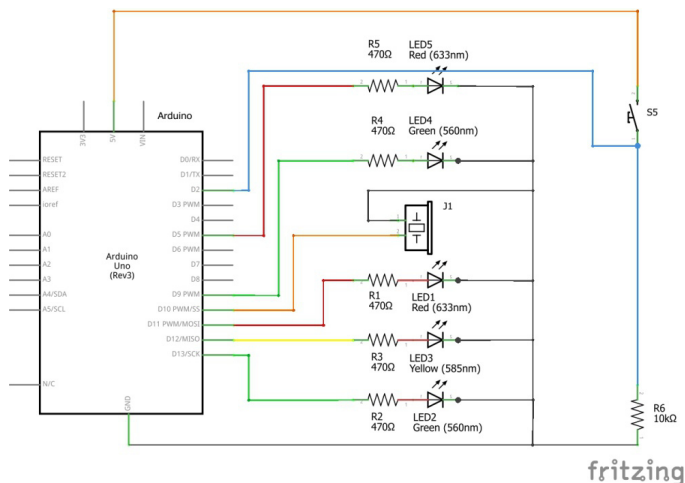 R5
470Ω
LED5
Red (633nm)
S5
Arduino
3V3
5V
VIN
R4
470Ω
LED4
Green (560nm)
RESET
RESET2
AREF
ioref
A0
A1
A2
A3
A4/SDA
A5/SCL
N/C
Arduino
Uno
(Rev3)
D0/RX
D1/TX
D2
D3 PWM
D4
D5 PWM
D6 PWM
D7
D8
D9 PWM
D10 PWM/SS
D11 PWM/MOSI
D12/MISO
D13/SCK
GND
J1
R1
470Ω
LED1
Red (633nm)
R3
470Ω
LED3
Yellow (585nm)
R2
470Ω
LED2
Green (560nm)
R6
10kΩ
fritzing